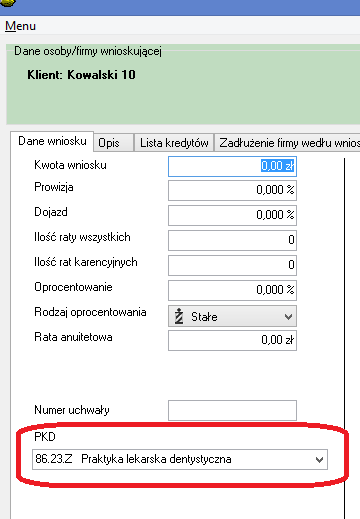 Menu
Dane osoby/firmy wnioskującej
Klient: Kowalski 10
Dane wniosku Opis Lista kredytów Zadłużenie firmy wedłu wnios
Kwota wniosku 0,00 zł
Prowizja 0,000 %
Dojazd 0,000 %
Ilość raty wszystkich 0
Ilość rat karencyjnych 0
Oprocentowanie 0,000 %
Rodzaj oprocentowania Stałe
Rata anuitetowa 0,00 zł
Numer uchwały
PKD
86.23.Z Praktyka lekarska dentystyczna